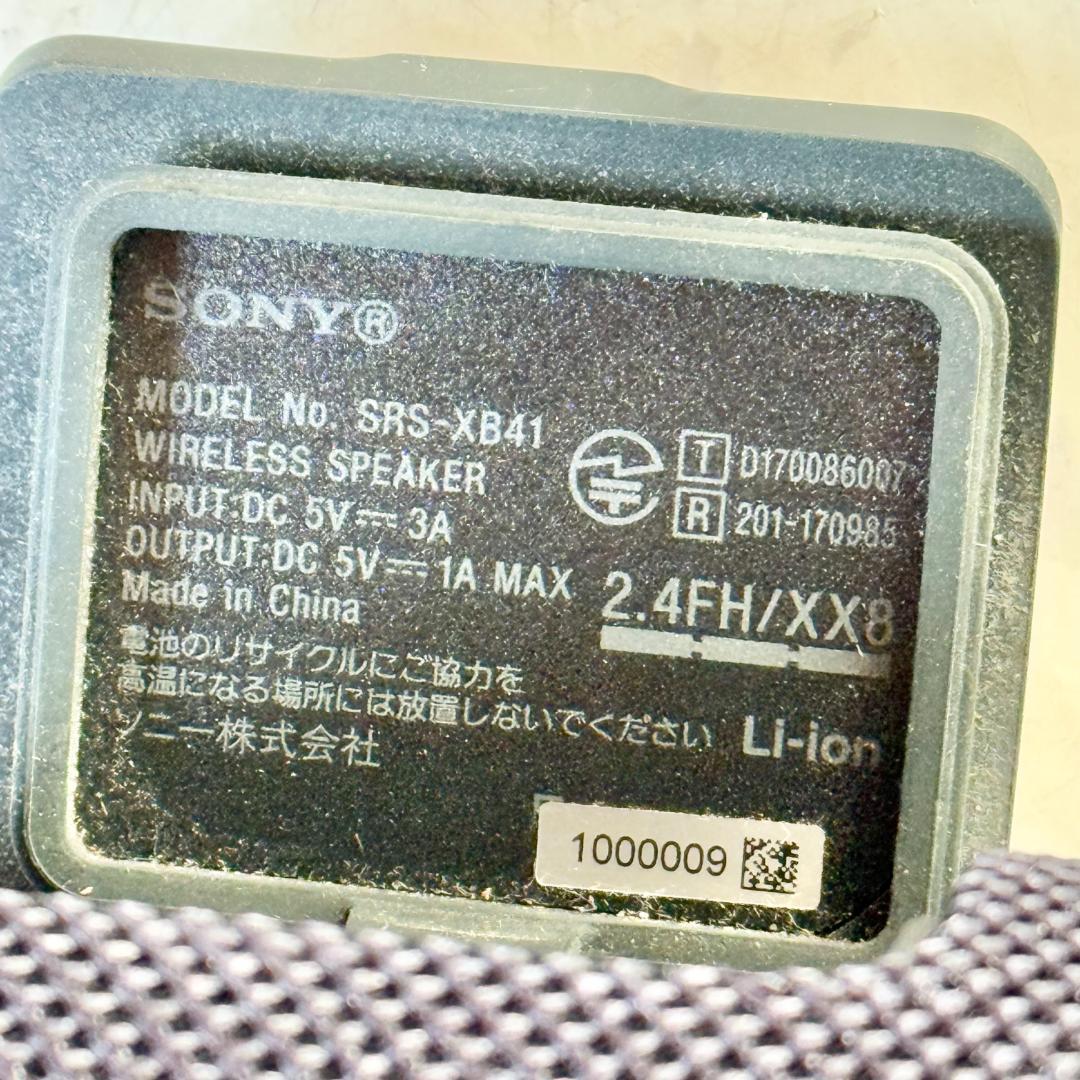 SONY®
MODEL No. SRS-XB41
WIRELESS SPEAKER
INPUT:DC 5V⎓3A
OUTPUT:DC 5V⎓1A MAX
Made in China
T D170086007
R 201-170985
2.4FH/XX8
電池のリサイクルにご協力を
高温になる場所には放置しないでください
ソニー株式会社
Li-ion
1000009